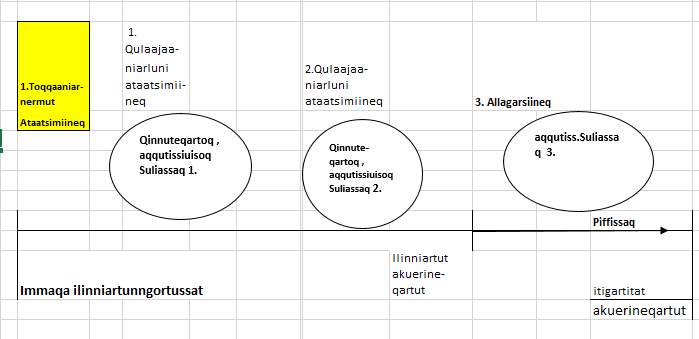 1.Toqqaaniar-
nermut
Ataatsimiineq
1.
Qulaajaa-
niarluni
ataatsimii-
neq
2.Qulaajaa-
niarluni
ataatsimiineq
3. Allagarsiineq
Qinnuteqartoq ,
aqqutissiuisoq
Suliassaq 1.
Qinnute-
qartoq ,
aqqutissiuisoq
Suliassaq 2.
aqqutiss.Suliassa
q 3.
Piffissaq
Ilinniartut
akuerine-
qartut
Immaqa ilinniartunngortussat
itigartitat
akuerineqartut